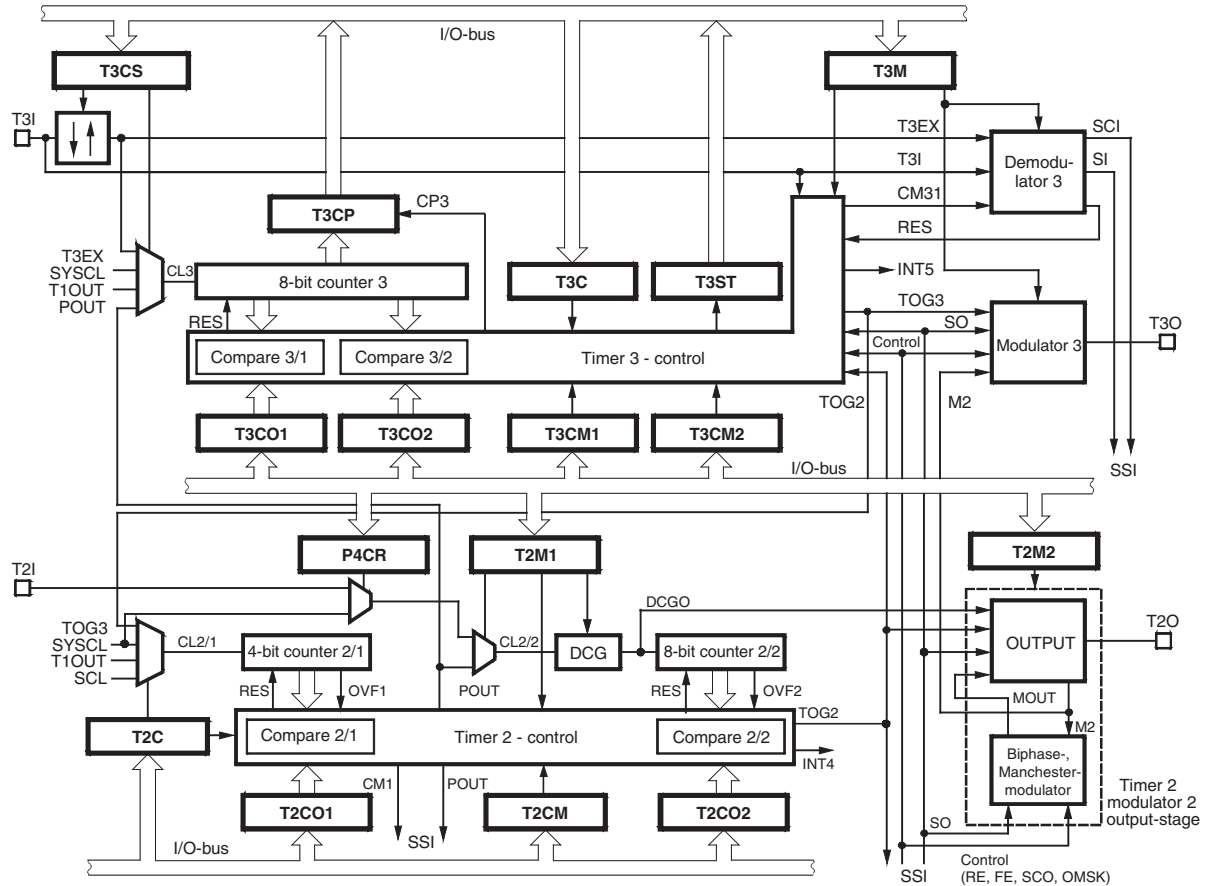 I/O-bus
T3CS
T3M
T3I
T3EX
SCI
T3I
SI
Demodu-
lator 3
CM31
T3CP
CP3
RES
T3EX
SYSCL
T1OUT
POUT
CL3
8-bit counter 3
T3C
T3ST
INT5
RES
TOG3
SO
Control
Modulator 3
T3O
Compare 3/1
Compare 3/2
Timer 3 - control
TOG2
M2
T3CO1
T3CO2
T3CM1
T3CM2
I/O-bus
SSI
P4CR
T2M1
T2M2
T2I
DCGO
TOG3
SYSCL
T1OUT
SCL
CL2/1
4-bit counter 2/1
CL2/2
DCG
8-bit counter 2/2
OUTPUT
T2O
RES
OVF1
POUT
RES
OVF2
MOUT
T2C
Compare 2/1
Timer 2 - control
Compare 2/2
TOG2
M2
INT4
Biphase-,
Manchester-
modulator
CM1
POUT
Timer 2
modulator 2
output-stage
T2CO1
T2CM
T2CO2
SSI
SO
I/O-bus
SSI
Control
(RE, FE, SCO, OMSK)